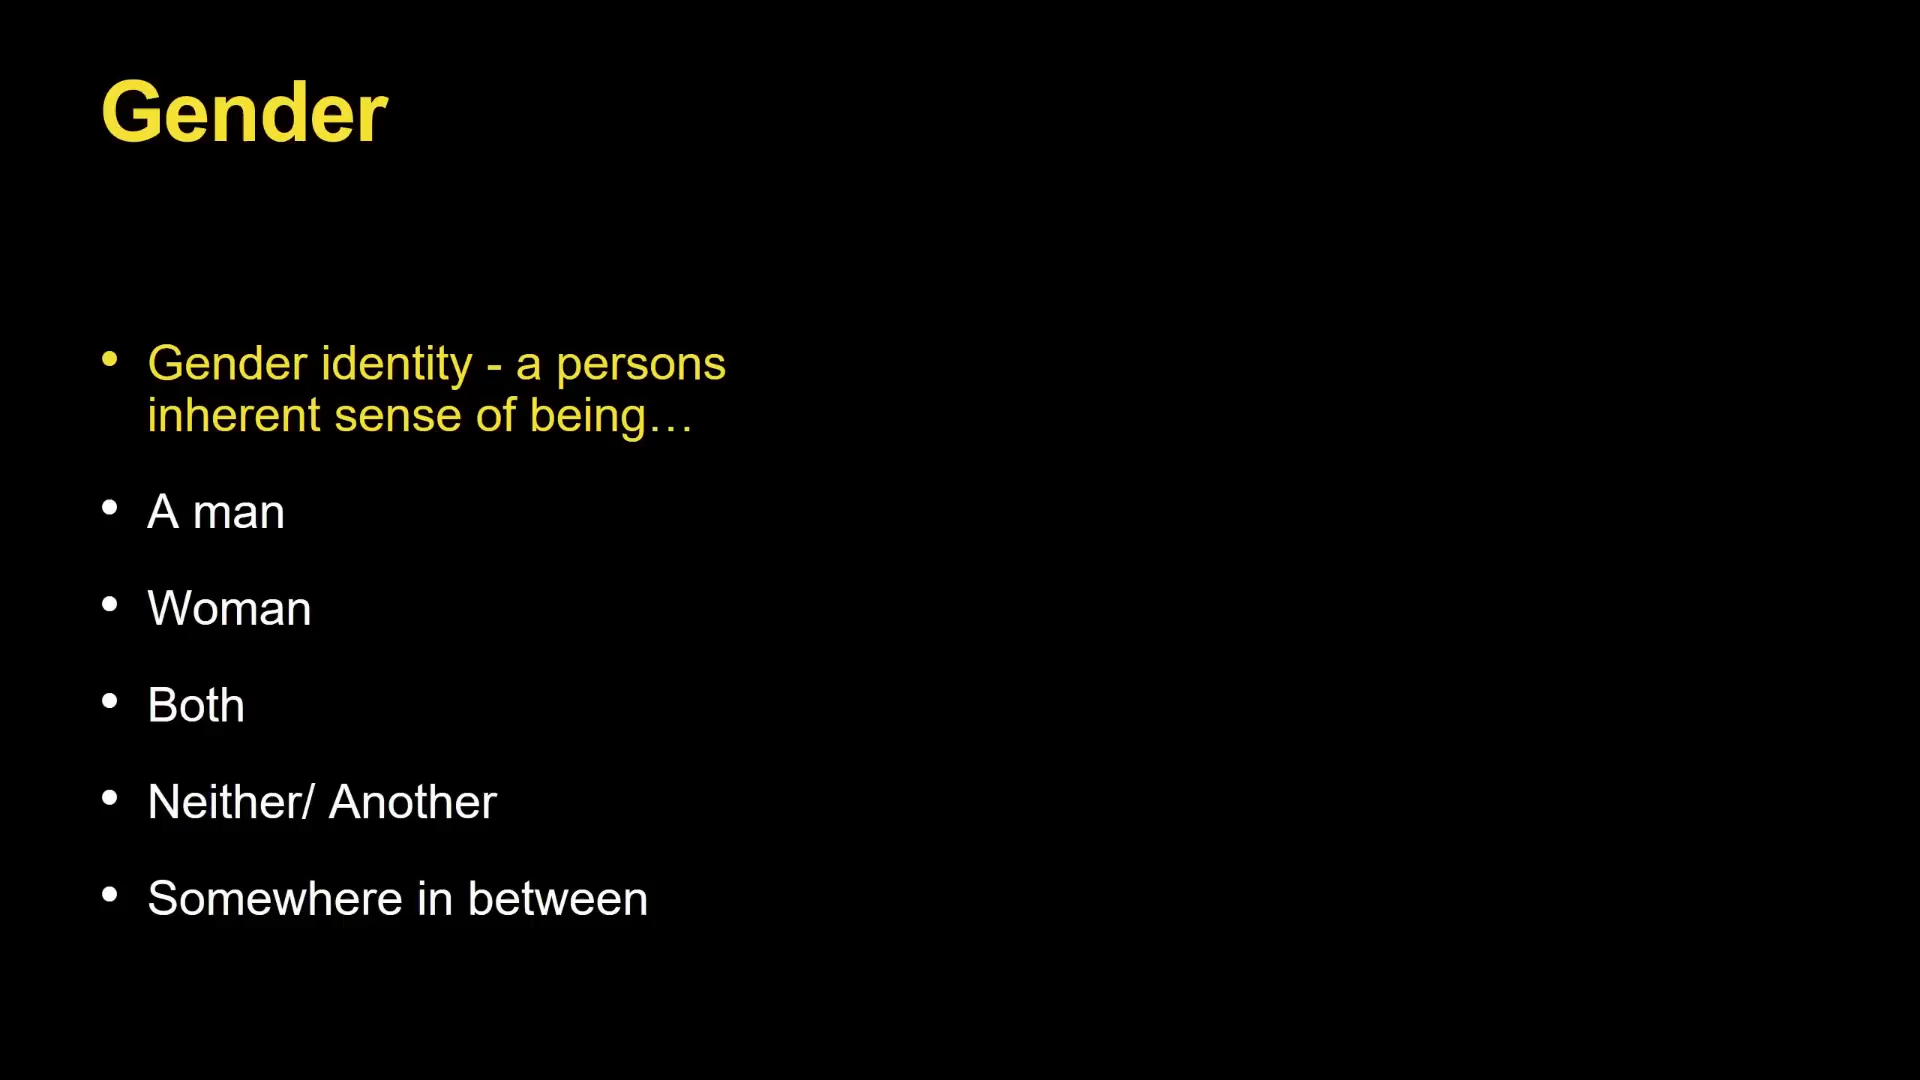 Gender
• Gender identity - a persons
inherent sense of being…
• A man
• Woman
• Both
• Neither/ Another
• Somewhere in between